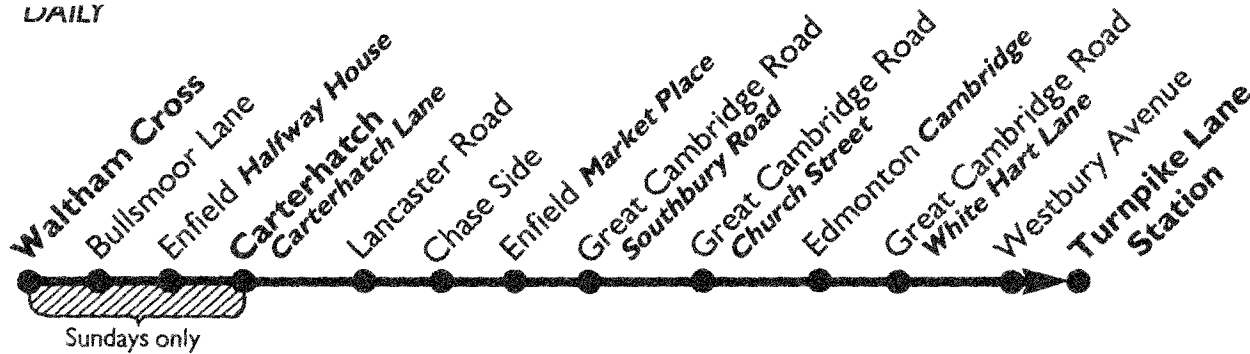 DAILY
Waltham Cross
Bullsmoor Lane
Enfield Halfway House
Carterhatch
Carterhatch Lane
Lancaster Road
Chase Side
Enfield Market Place
Great Cambridge Road
Southbury Road
Great Cambridge Road
Church Street
Edmonton Cambridge
Great Cambridge Road
White Hart Lane
Westbury Avenue
Turnpike Lane
Station
Sundays only